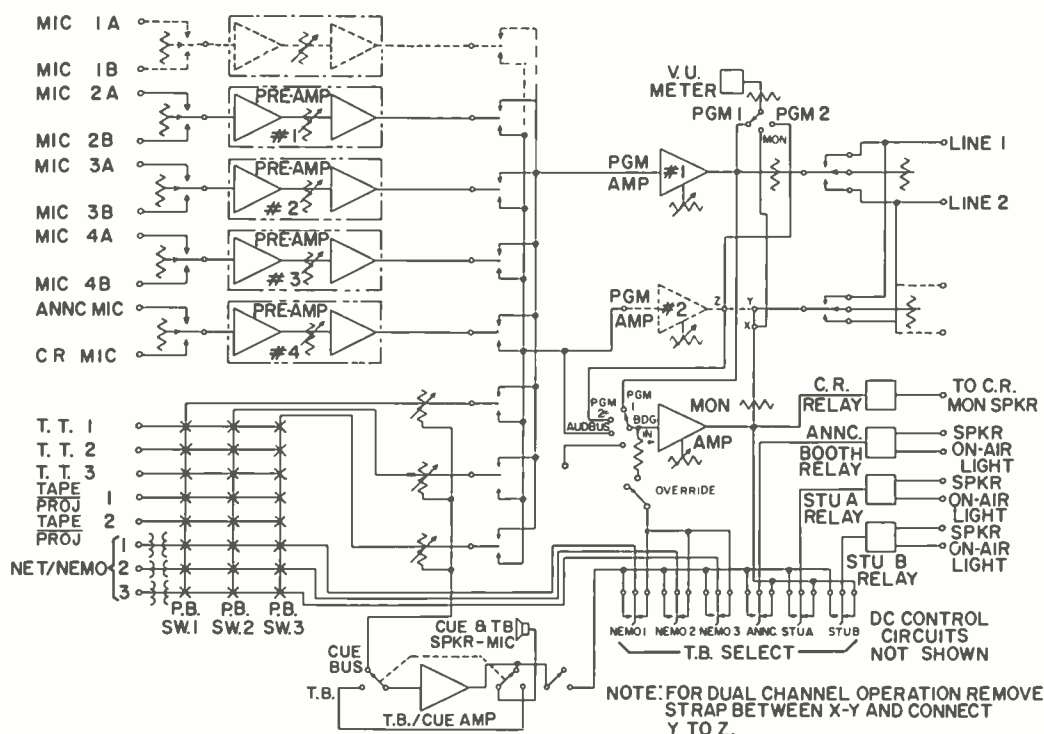 MIC 1A
MIC 1B
MIC 2A
MIC 2B
MIC 3A
MIC 3B
MIC 4A
MIC 4B
ANNC MIC
CR MIC
PRE-AMP
#1
PRE-AMP
#2
PRE-AMP
#3
PRE-AMP
#4
V.U.
METER
PGM 1
PGM 2
MON
PGM
AMP
#1
LINE 1
LINE 2
PGM
AMP
#2
Z
Y
X
T.T. 1
T.T. 2
T.T. 3
TAPE
PROJ 1
TAPE
PROJ 2
NET/NEMO
1
2
3
P.B.
SW.1
P.B.
SW.2
P.B.
SW.3
PGM
2
AUDBUS
PGM
1
BDG
IN
MON
AMP
OVERRIDE
C.R.
RELAY
TO C.R.
MON SPKR
ANNC.
BOOTH
RELAY
SPKR
ON-AIR
LIGHT
STU A
RELAY
SPKR
ON-AIR
LIGHT
STU B
RELAY
SPKR
ON-AIR
LIGHT
NEMO 1
NEMO 2
NEMO 3
ANNC.
STUA
STUB
T.B. SELECT
DC CONTROL
CIRCUITS
NOT SHOWN
CUE & TB
SPKR-MIC
CUE
BUS
T.B.
T.B./CUE AMP
NOTE: FOR DUAL CHANNEL OPERATION REMOVE
STRAP BETWEEN X-Y AND CONNECT
Y TO Z.